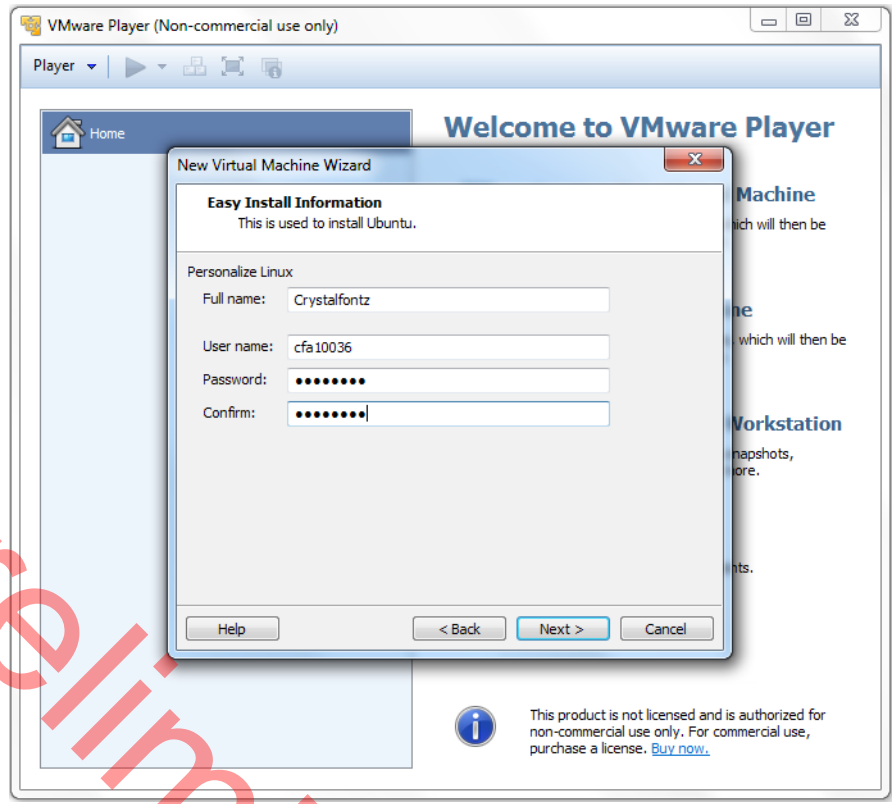 VMware Player (Non-commercial use only)
Player
Home
Welcome to VMware Player
New Virtual Machine Wizard
Machine
Easy Install Information
which will then be
This is used to install Ubuntu.
Personalize Linux
Full name: Crystalfontz
User name: cfa10036
which will then be
Password: ●●●●●●●●
Confirm: ●●●●●●●●
Workstation
napshots,
ore.
nts.
Help < Back Next > Cancel
This product is not licensed and is authorized for
non-commercial use only. For commercial use,
purchase a license. Buy now.